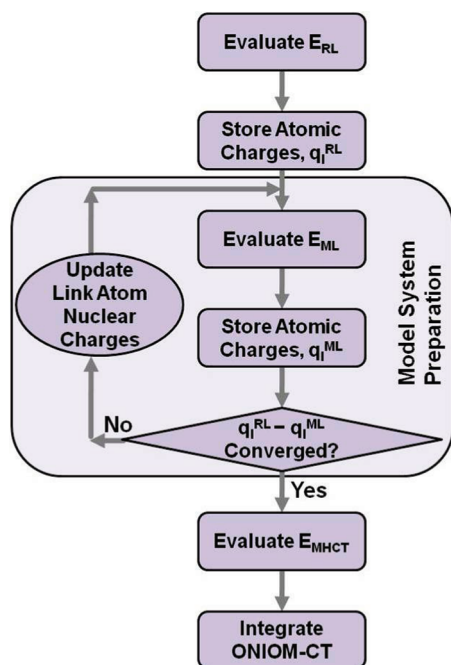 Evaluate E_RL
Store Atomic
Charges, q_I^RL
Evaluate E_ML
Update
Link Atom
Nuclear
Charges
Store Atomic
Charges, q_I^ML
Model System
Preparation
q_I^RL – q_I^ML
Converged?
No
Yes
Evaluate E_MHCT
Integrate
ONIOM-CT